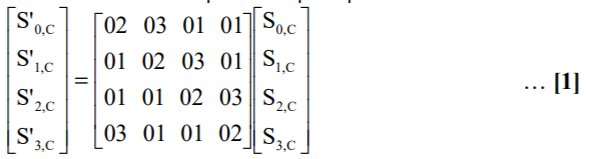 S'0,C 02 03 01 01 S0,C
S'1,C 01 02 03 01 S1,C
S'2,C = 01 01 02 03 S2,C … [1]
S'3,C 03 01 01 02 S3,C